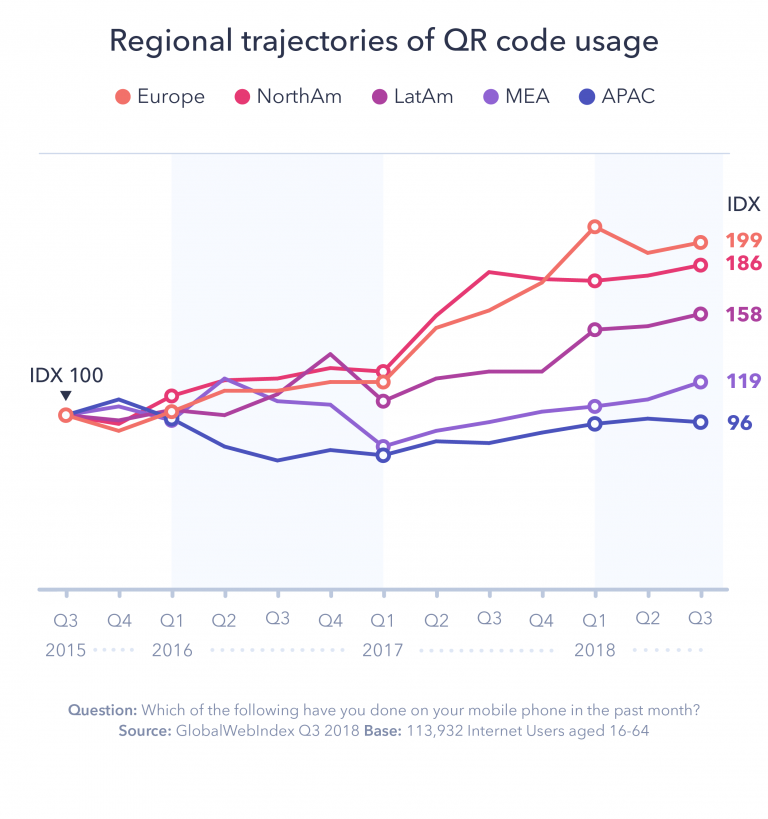 Regional trajectories of QR code usage
Europe NorthAm LatAm MEA APAC
IDX
199
186
158
IDX 100
119
96
Q3 Q4 Q1 Q2 Q3 Q4 Q1 Q2 Q3 Q4 Q1 Q2 Q3
2015 2016 2017 2018
Question: Which of the following have you done on your mobile phone in the past month?
Source: GlobalWebIndex Q3 2018 Base: 113,932 Internet Users aged 16-64